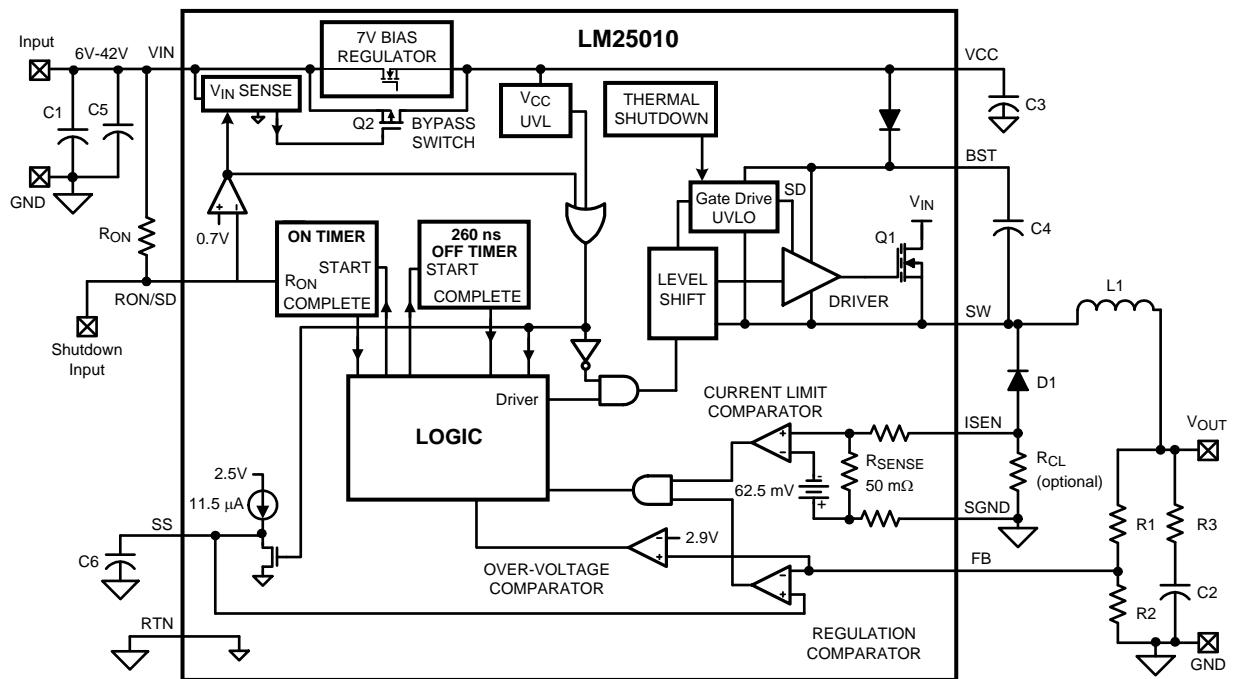 LM25010
Input
6V-42V
VIN
7V BIAS
REGULATOR
VCC
VIN SENSE
VCC
UVL
THERMAL
SHUTDOWN
C1
C5
C3
Q2
BYPASS
SWITCH
BST
GND
SD
Gate Drive
UVLO
VIN
RON
+
-
0.7V
Q1
C4
ON TIMER
START
RON
COMPLETE
260 ns
OFF TIMER
START
COMPLETE
LEVEL
SHIFT
DRIVER
L1
RON/SD
SW
Shutdown
Input
Driver
LOGIC
CURRENT LIMIT
COMPARATOR
D1
ISEN
VOUT
+
-
RSENSE
50 mΩ
-
62.5 mV
+
RCL
(optional)
2.5V
11.5 μA
SGND
R1
R3
SS
2.9V
-
+
FB
C6
OVER-VOLTAGE
COMPARATOR
-
+
C2
R2
RTN
REGULATION
COMPARATOR
GND